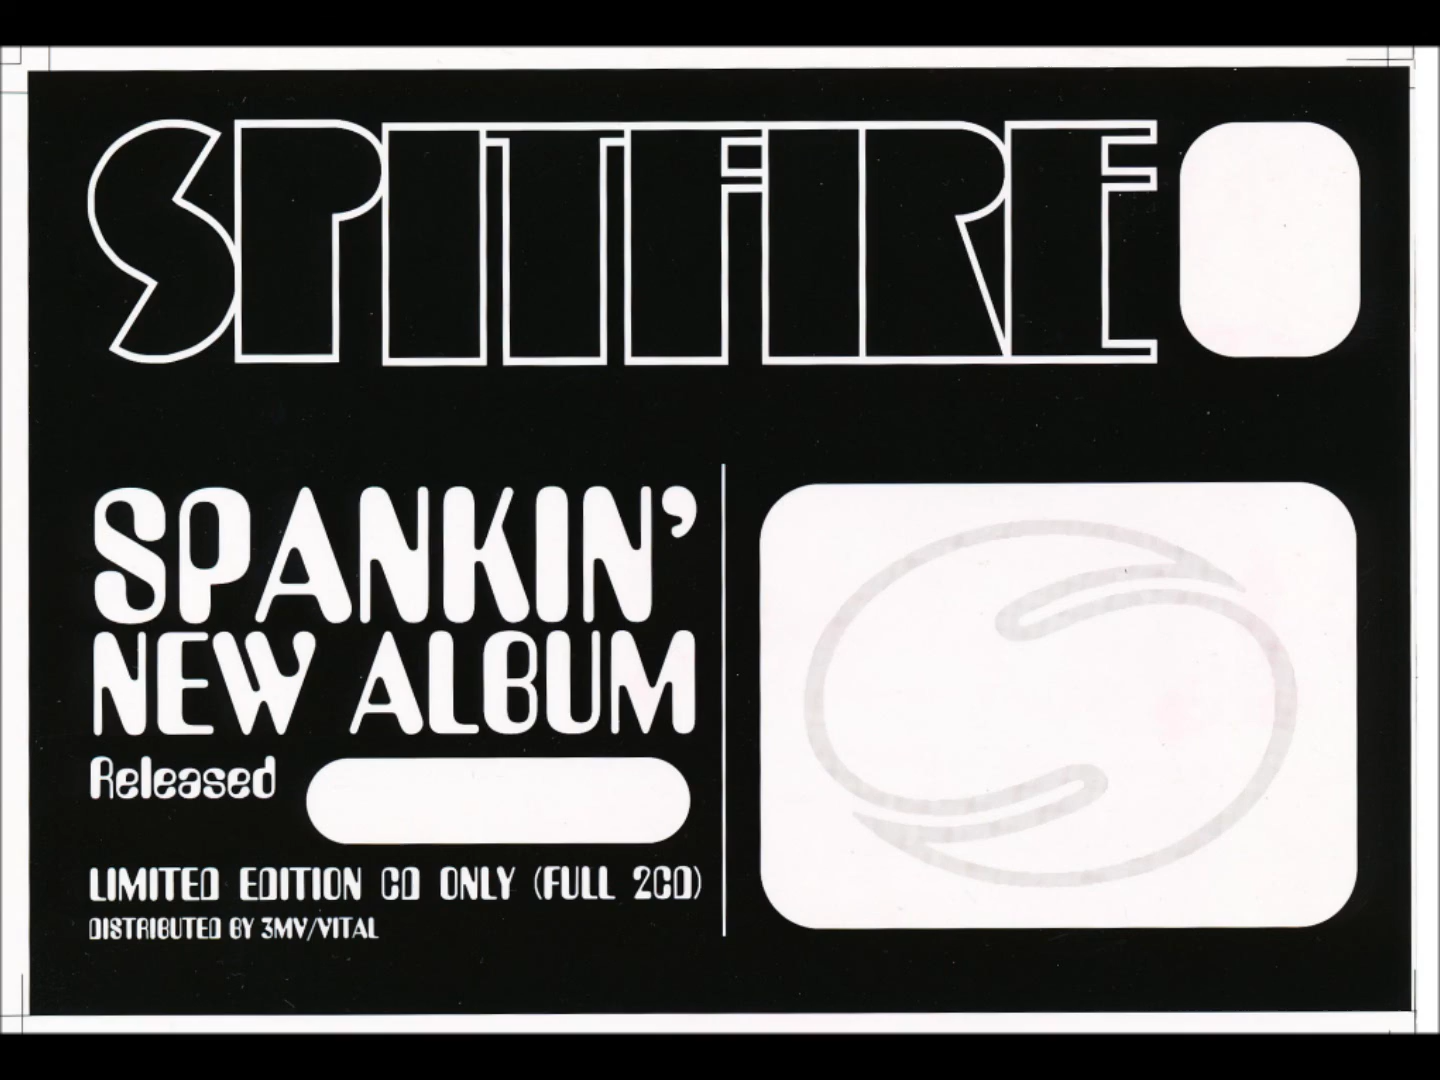 SPITFIRE
SPANKIN'
NEW ALBUM
Released
LIMITED EDITION CD ONLY (FULL 2CD)
DISTRIBUTED BY 3MV/VITAL